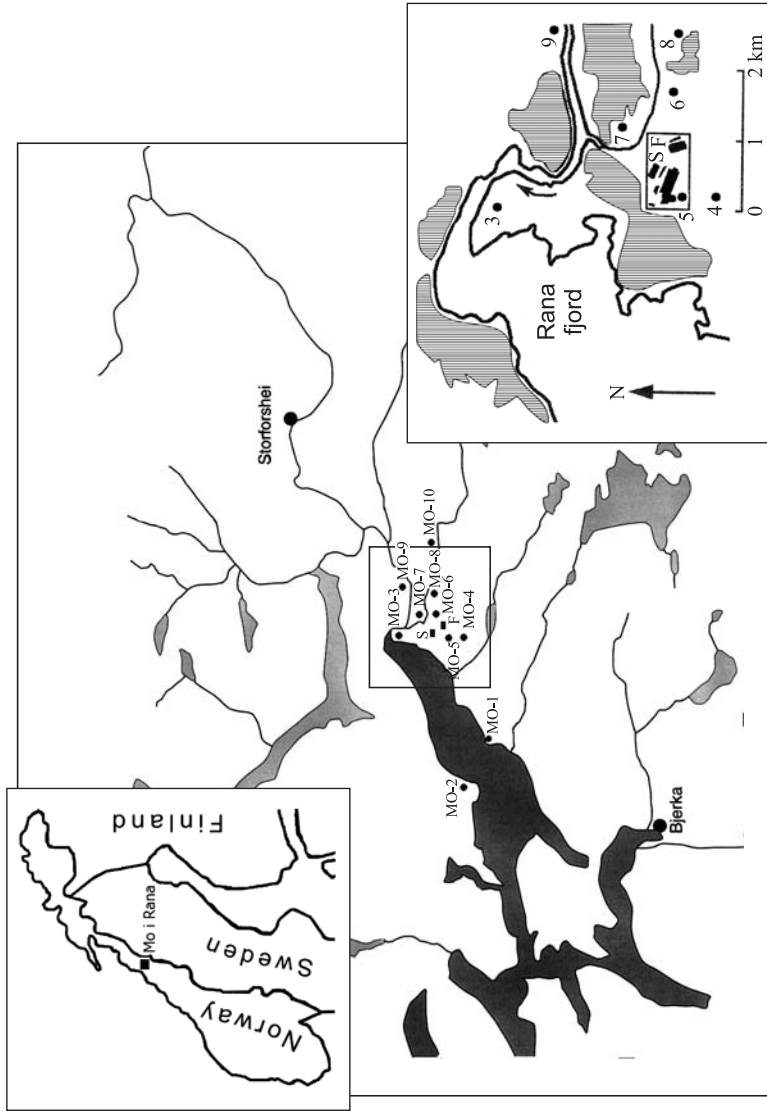 Norway
Sweden
Finland
Mo i Rana
Storforshei
MO-10
MO-3
MO-9
MO-7
MO-8
MO-6
MO-4
MO-5
S
F
MO-1
MO-2
Bjerka
Rana
fjord
N
3
9
7
8
6
S F
5
4
0
1
2 km